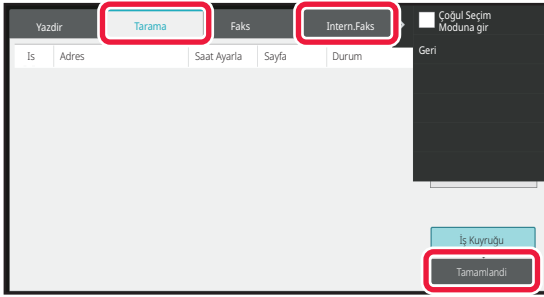 Yazdir
Tarama
Faks
Intern.Faks
Çoğul Seçim
Moduna gir
Is
Adres
Saat Ayarla
Sayfa
Durum
Geri
İş Kuyruğu
Tamamlandi